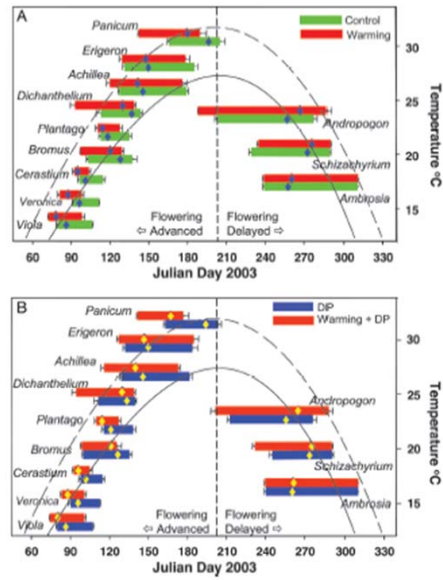 A
Panicum
Control
Warming
Erigeron
Achillea
Dichanthelium
Plantago
Andropogon
Bromus
Schizachyrium
Cerastium
Ambrosia
Veronica
Viola
Flowering Advanced
Flowering Delayed
30
25
20
15
Temperature °C
60 90 120 150 180 210 240 270 300 330
Julian Day 2003
B
Panicum
DP
Warming + DP
Erigeron
Achillea
Dichanthelium
Andropogon
Plantago
Bromus
Schizachyrium
Cerastium
Ambrosia
Veronica
Viola
Flowering Advanced
Flowering Delayed
30
25
20
15
Temperature °C
60 90 120 150 180 210 240 270 300 330
Julian Day 2003